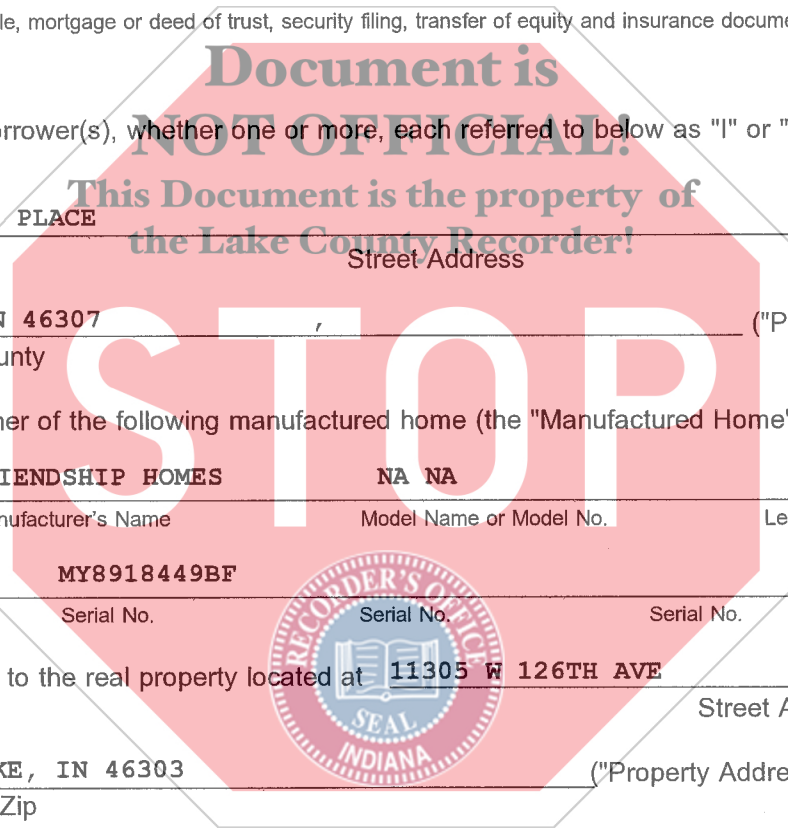 le, mortgage or deed of trust, security filing, transfer of equity and insurance docume
Document is
NOT OFFICIAL!
orrower(s), whether one or more, each referred to below as "I" or "
This Document is the property of
PLACE
the Lake County Recorder!
Street Address
N 46307 , ("P
unty
STOP
ner of the following manufactured home (the "Manufactured Home"
IENDSHIP HOMES NA NA
nufacturer's Name Model Name or Model No. Le
MY8918449BF
Serial No. Serial No. Serial No.
RECORDER'S OFFICE
to the real property located at 11305 W 126TH AVE
Street A
SEAL
INDIANA
KE, IN 46303 ("Property Addre
Zip